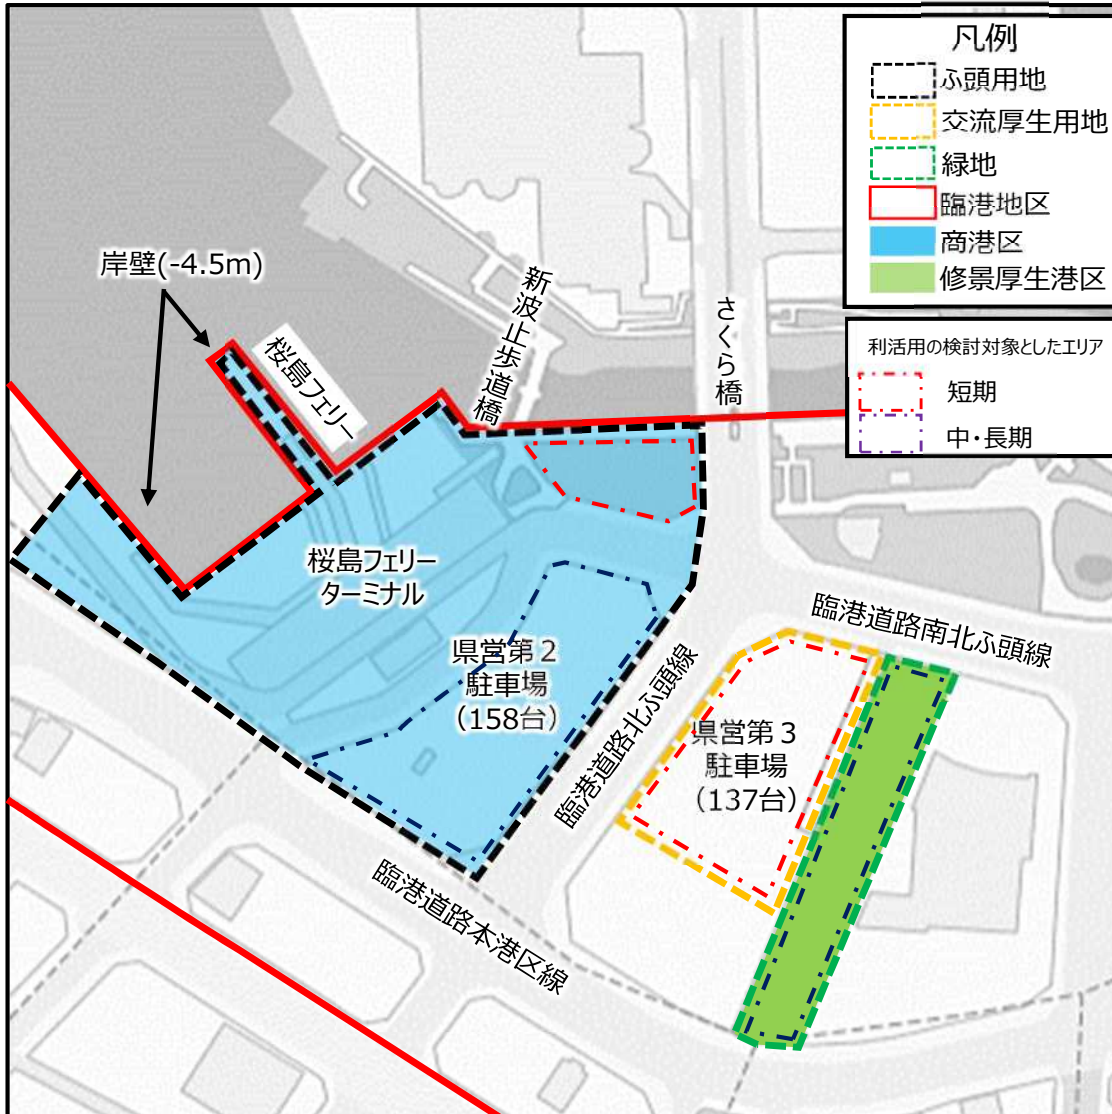 凡例
ふ頭用地
交流厚生用地
緑地
臨港地区
商港区
修景厚生港区
利活用の検討対象としたエリア
短期
中・長期
岸壁(-4.5m)
桜島フェリー
新波止歩道橋
さくら橋
桜島フェリー
ターミナル
県営第２
駐車場
（158台）
臨港道路北ふ頭線
臨港道路南北ふ頭線
県営第３
駐車場
（137台）
臨港道路本港区線